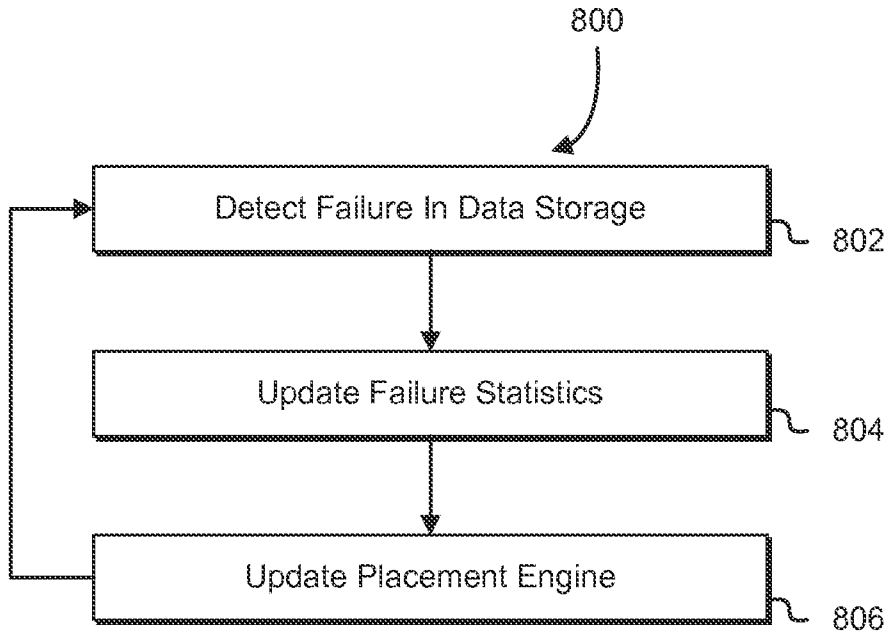 800
Detect Failure In Data Storage
802
Update Failure Statistics
804
Update Placement Engine
806